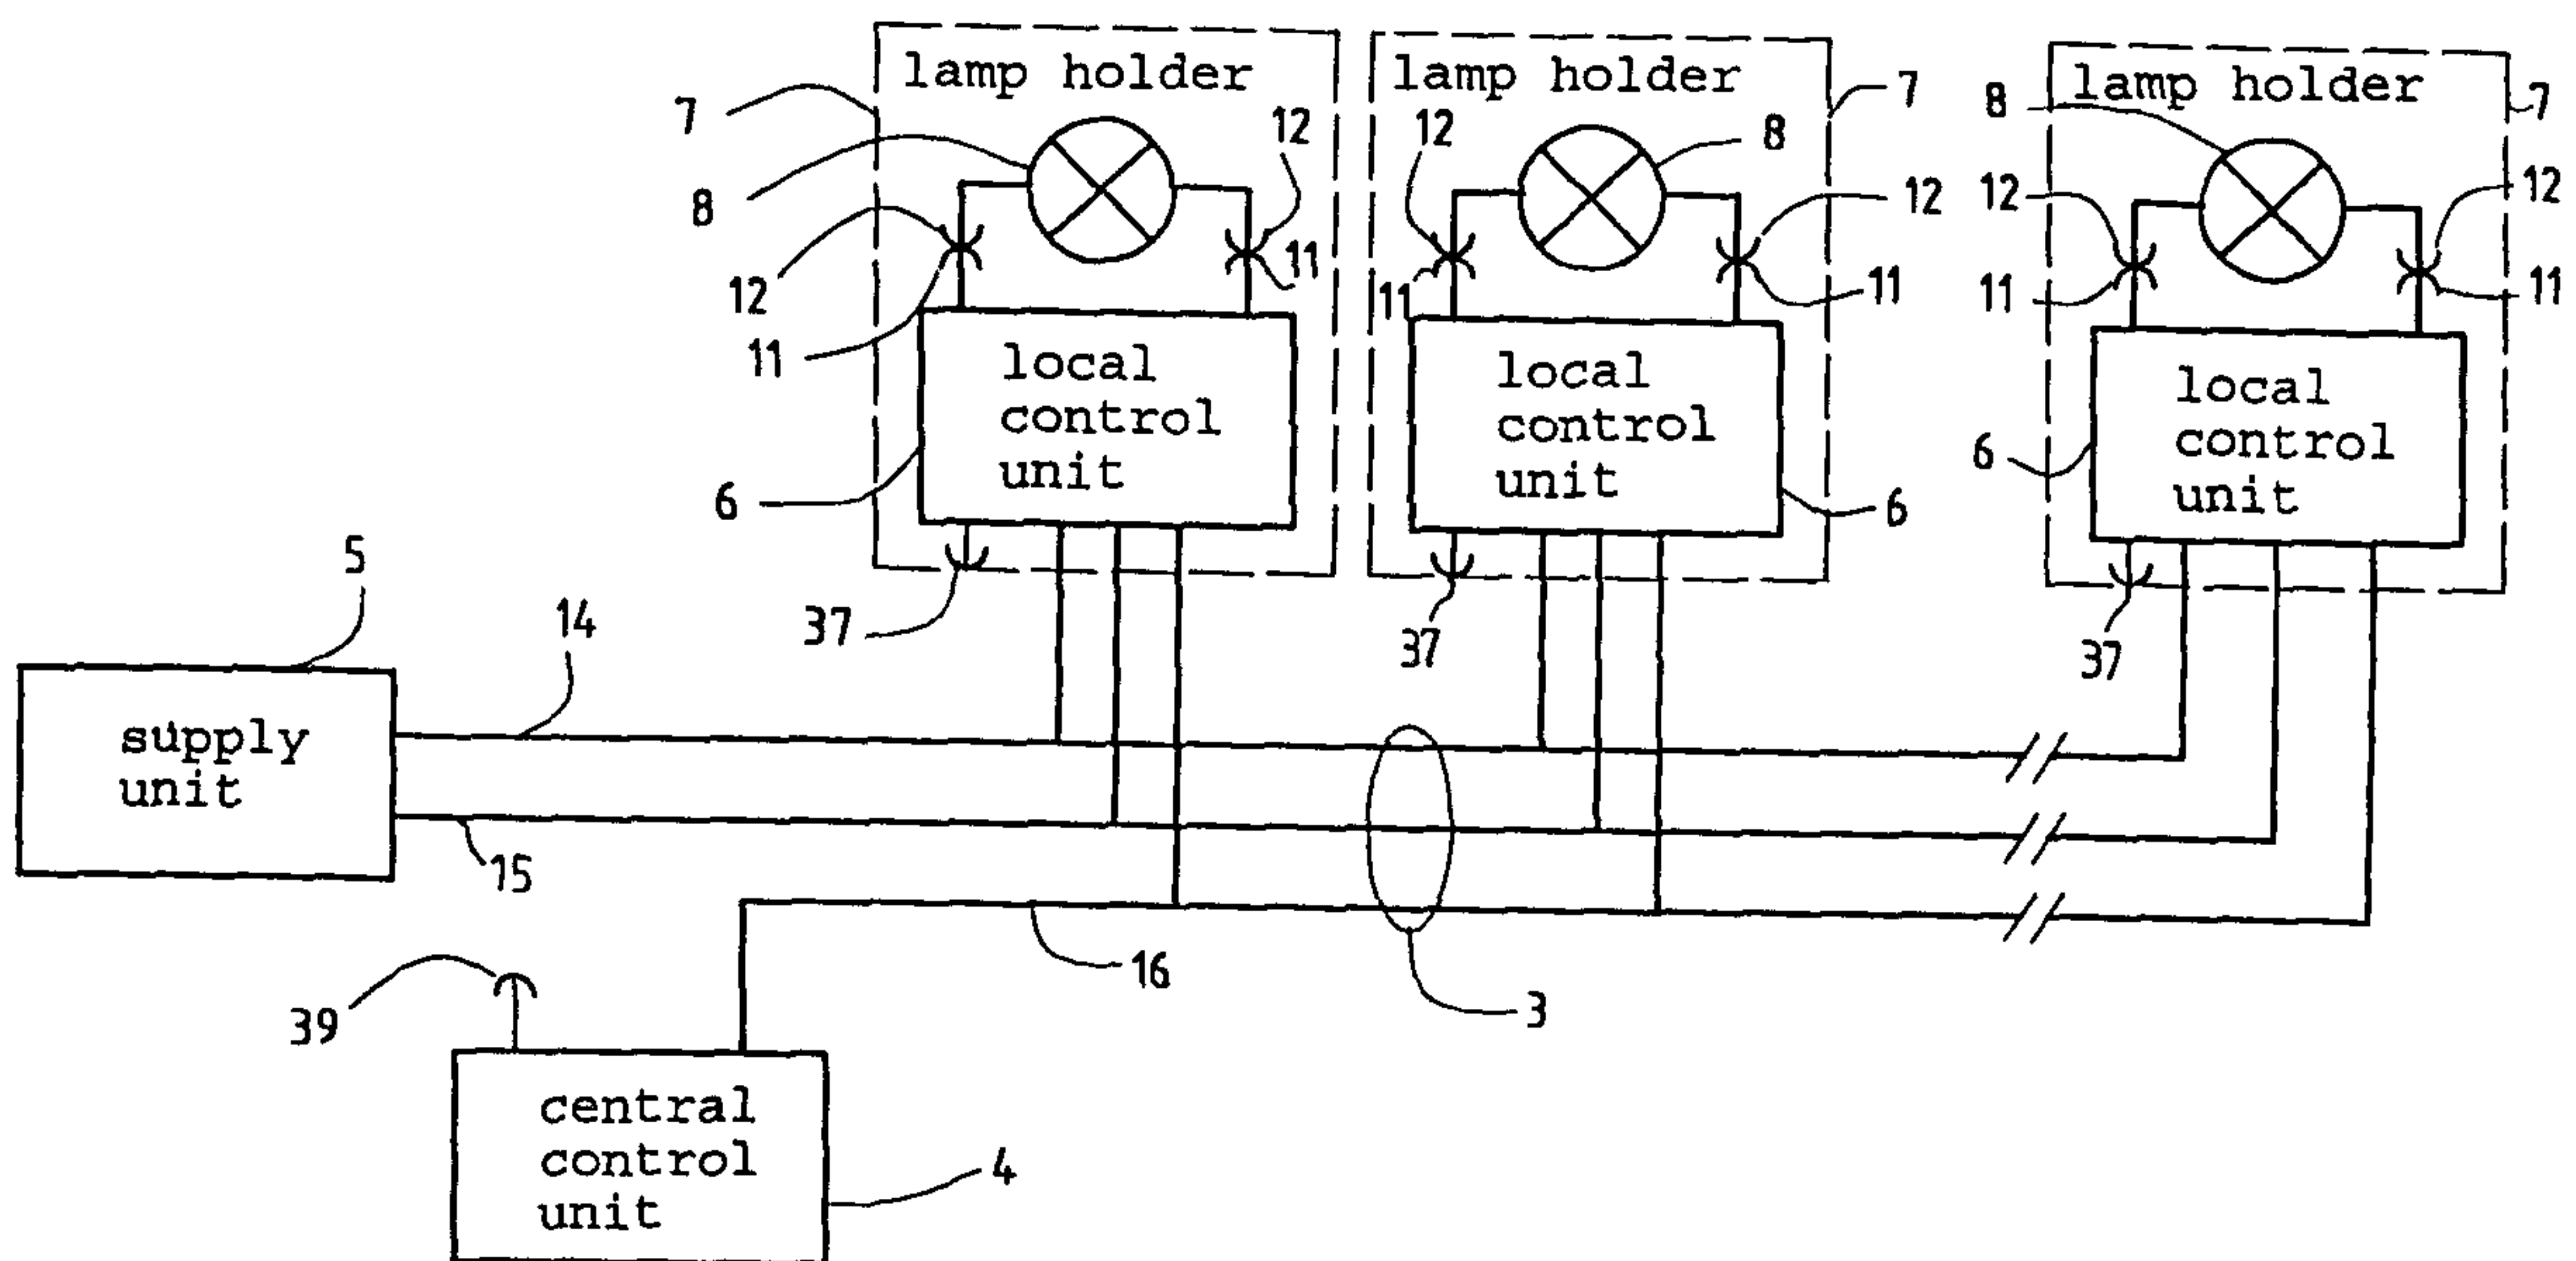 lamp holder
lamp holder
lamp holder
7
8
12
11
12
11
12
11
8
7
12
11
8
7
12
11
12
11
local
control
unit
local
control
unit
local
control
unit
6
6
6
37
37
37
5
14
supply
unit
15
16
3
39
central
control
unit
4